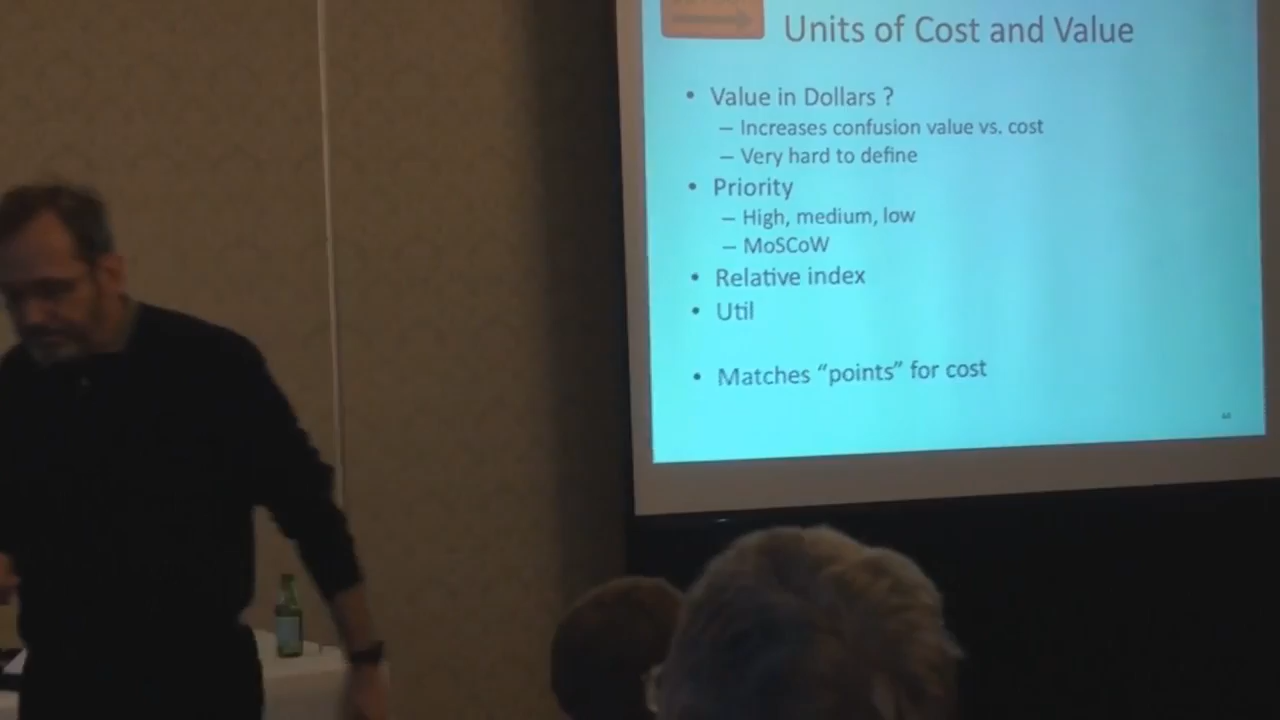 Units of Cost and Value
• Value in Dollars ?
– Increases confusion value vs. cost
– Very hard to define
• Priority
– High, medium, low
– MoSCoW
• Relative index
• Util
• Matches “points” for cost